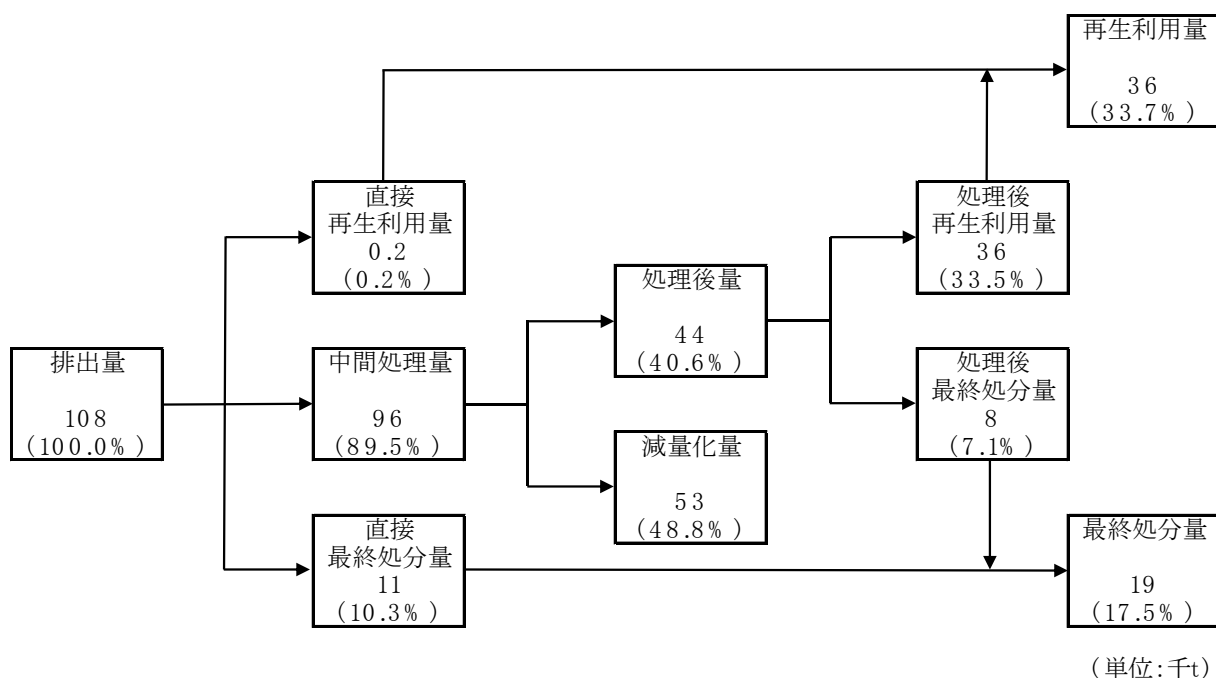 再生利用量
36
(33.7%)
直接
再生利用量
0.2
(0.2%)
処理後
再生利用量
36
(33.5%)
処理後量
44
(40.6%)
排出量
108
(100.0%)
中間処理量
96
(89.5%)
処理後
最終処分量
8
(7.1%)
減量化量
53
(48.8%)
直接
最終処分量
11
(10.3%)
最終処分量
19
(17.5%)
(単位:千t)